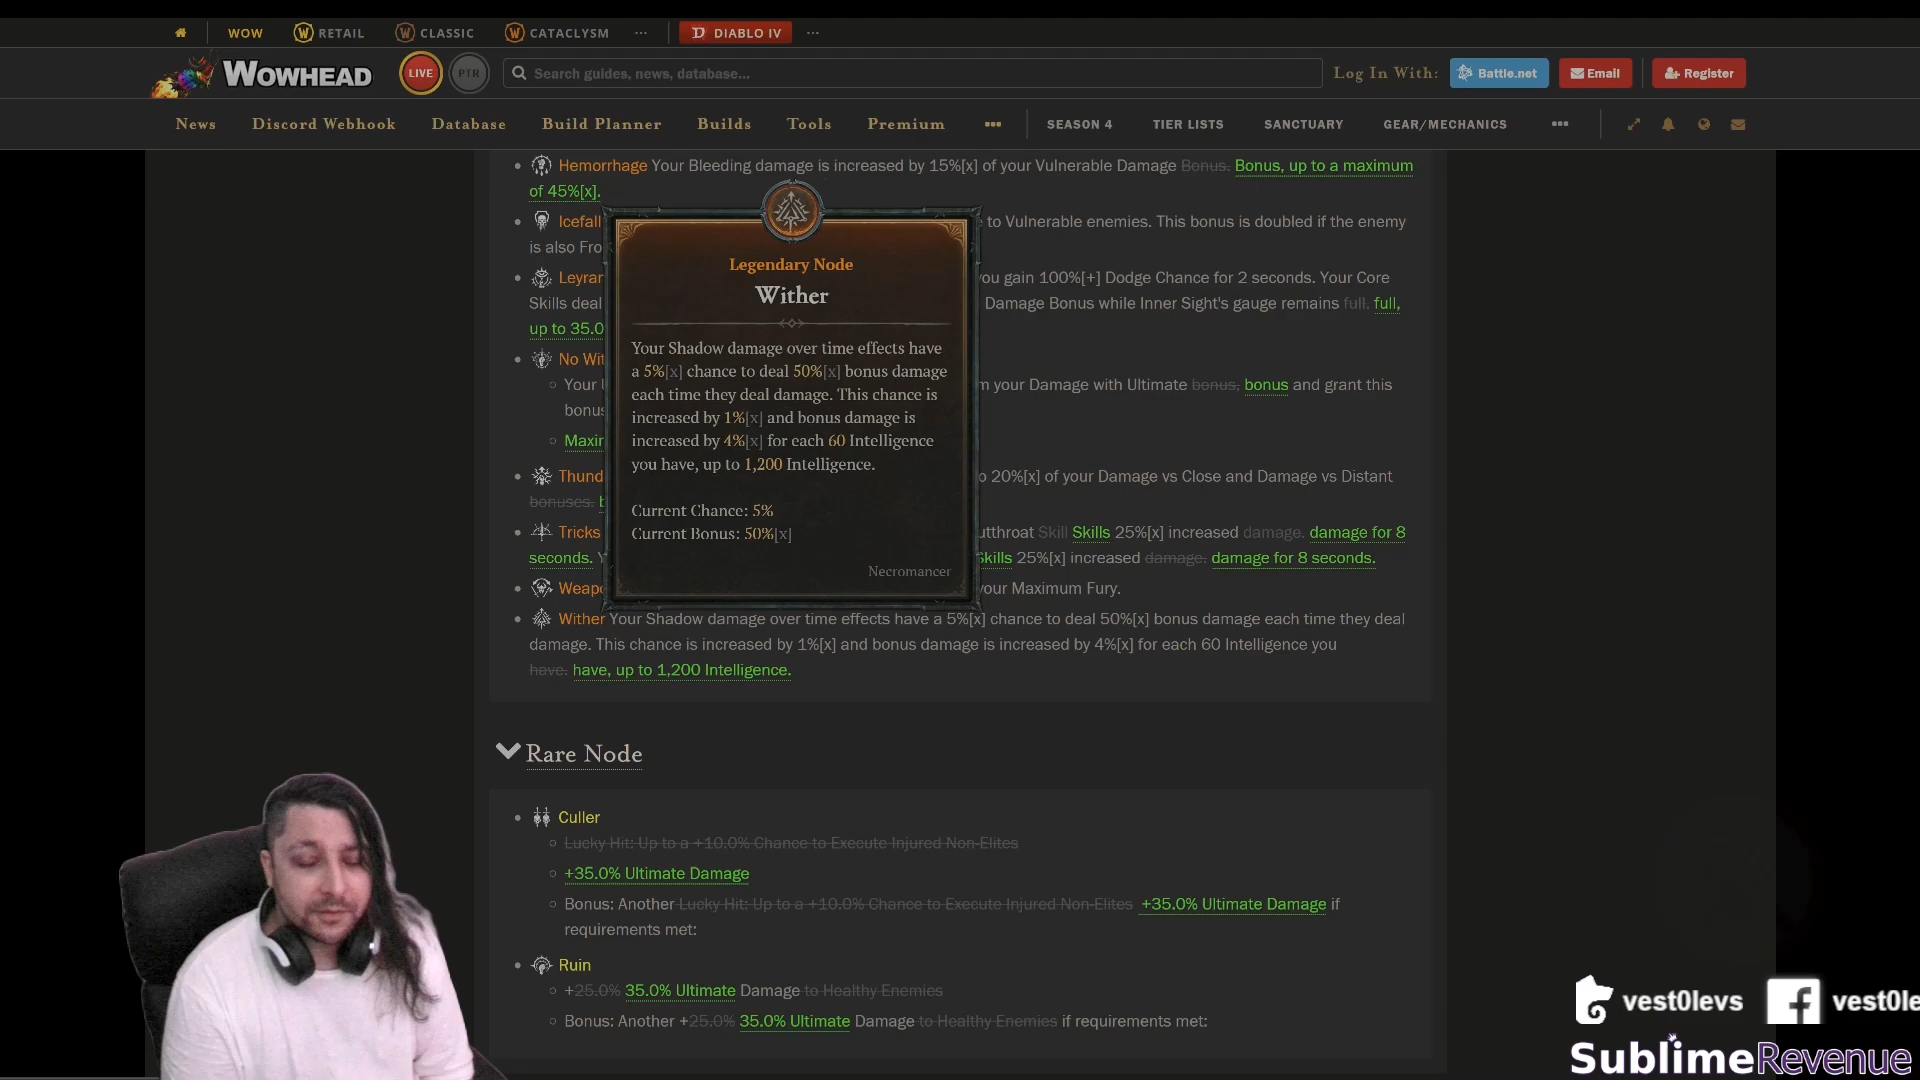 WOW
RETAIL
CLASSIC
CATACLYSM
DIABLO IV
WOWHEAD
LIVE
PTR
Search guides, news, database...
Log In With:
Battle.net
Email
Register
News
Discord Webhook
Database
Build Planner
Builds
Tools
Premium
SEASON 4
TIER LISTS
SANCTUARY
GEAR/MECHANICS
Hemorrhage Your Bleeding damage is increased by 15%[x] of your Vulnerable Damage Bonus. Bonus, up to a maximum
of 45%[x].
Icefall
to Vulnerable enemies. This bonus is doubled if the enemy
is also Fro
Leyran
you gain 100%[+] Dodge Chance for 2 seconds. Your Core
Skills deal
Damage Bonus while Inner Sight's gauge remains full. full,
up to 35.0
No Wit
Your
your Damage with Ultimate bonus, bonus and grant this
bonus
Maxim
Thund
20%[x] of your Damage vs Close and Damage vs Distant
bonuses.
Tricks
utthroat Skill Skills 25%[x] increased damage. damage for 8
seconds.
Skills 25%[x] increased damage. damage for 8 seconds.
Weapo
your Maximum Fury.
Wither Your Shadow damage over time effects have a 5%[x] chance to deal 50%[x] bonus damage each time they deal
damage. This chance is increased by 1%[x] and bonus damage is increased by 4%[x] for each 60 Intelligence you
have. have, up to 1,200 Intelligence.
Legendary Node
Wither
Your Shadow damage over time effects have
a 5%[x] chance to deal 50%[x] bonus damage
each time they deal damage. This chance is
increased by 1%[x] and bonus damage is
increased by 4%[x] for each 60 Intelligence
you have, up to 1,200 Intelligence.
Current Chance: 5%
Current Bonus: 50%[x]
Necromancer
Rare Node
Culler
Lucky Hit: Up to a +10.0% Chance to Execute Injured Non-Elites
+35.0% Ultimate Damage
Bonus: Another Lucky Hit: Up to a +10.0% Chance to Execute Injured Non-Elites +35.0% Ultimate Damage if
requirements met:
Ruin
+25.0% 35.0% Ultimate Damage to Healthy Enemies
Bonus: Another +25.0% 35.0% Ultimate Damage to Healthy Enemies if requirements met:
vest0levs
vest0le
SublimeRevenue